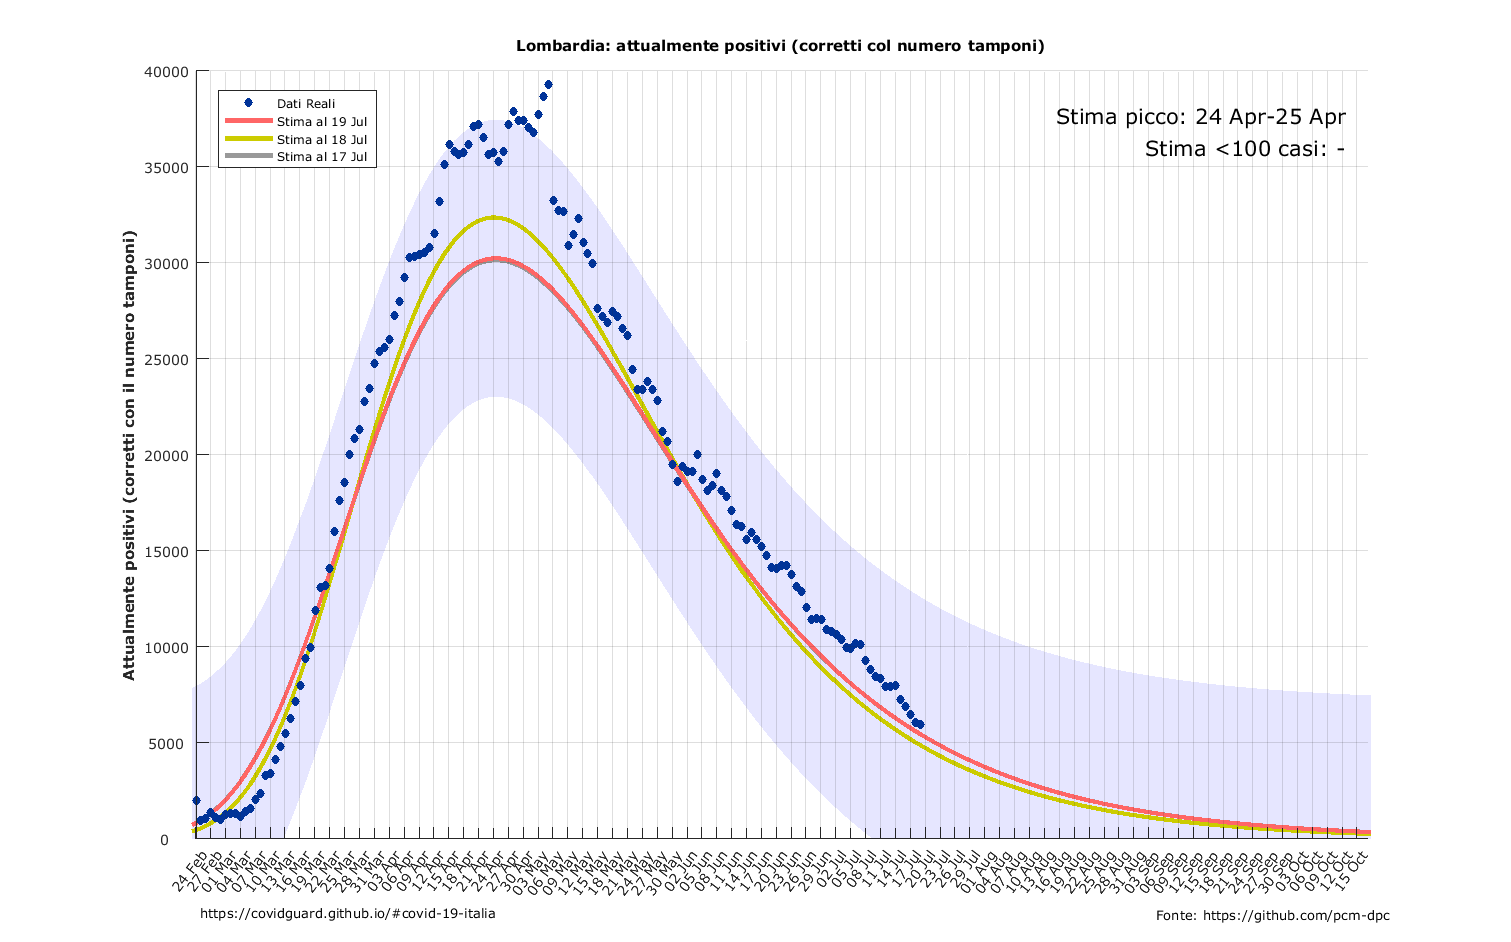 Lombardia: attualmente positivi (corretti col numero tamponi)
Dati Reali
Stima al 19 Jul
Stima al 18 Jul
Stima al 17 Jul
Stima picco: 24 Apr-25 Apr
Stima <100 casi: -
Attualmente positivi (corretti con il numero tamponi)
40000
35000
30000
25000
20000
15000
10000
5000
0
24 Feb
27 Feb
01 Mar
04 Mar
07 Mar
10 Mar
13 Mar
16 Mar
19 Mar
22 Mar
25 Mar
28 Mar
31 Mar
03 Apr
06 Apr
09 Apr
12 Apr
15 Apr
18 Apr
21 Apr
24 Apr
27 Apr
30 Apr
03 May
06 May
09 May
12 May
15 May
18 May
21 May
24 May
27 May
30 May
02 Jun
05 Jun
08 Jun
11 Jun
14 Jun
17 Jun
20 Jun
23 Jun
26 Jun
29 Jun
02 Jul
05 Jul
08 Jul
11 Jul
14 Jul
17 Jul
20 Jul
23 Jul
26 Jul
29 Jul
01 Aug
04 Aug
07 Aug
10 Aug
13 Aug
16 Aug
19 Aug
22 Aug
25 Aug
28 Aug
31 Aug
03 Sep
06 Sep
09 Sep
12 Sep
15 Sep
18 Sep
21 Sep
24 Sep
27 Sep
30 Sep
03 Oct
06 Oct
09 Oct
12 Oct
15 Oct
https://covidguard.github.io/#covid-19-italia
Fonte: https://github.com/pcm-dpc